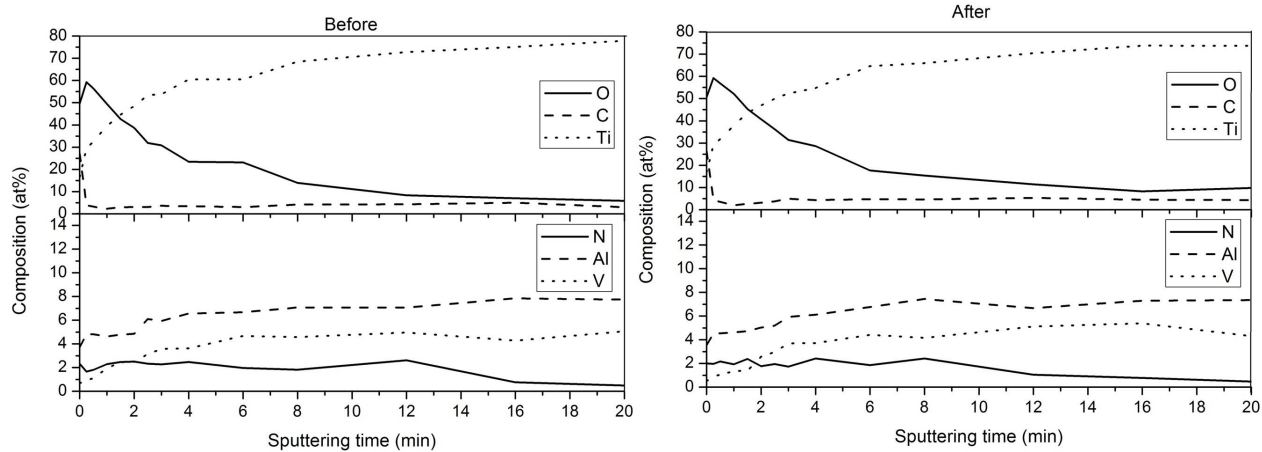 Before
Composition (at%)
80
70
60
50
40
30
20
10
0
O
C
Ti
14
12
10
8
6
4
2
0
N
Al
V
0 2 4 6 8 10 12 14 16 18 20
Sputtering time (min)
After
Composition (at%)
80
70
60
50
40
30
20
10
0
O
C
Ti
14
12
10
8
6
4
2
0
N
Al
V
0 2 4 6 8 10 12 14 16 18 20
Sputtering time (min)